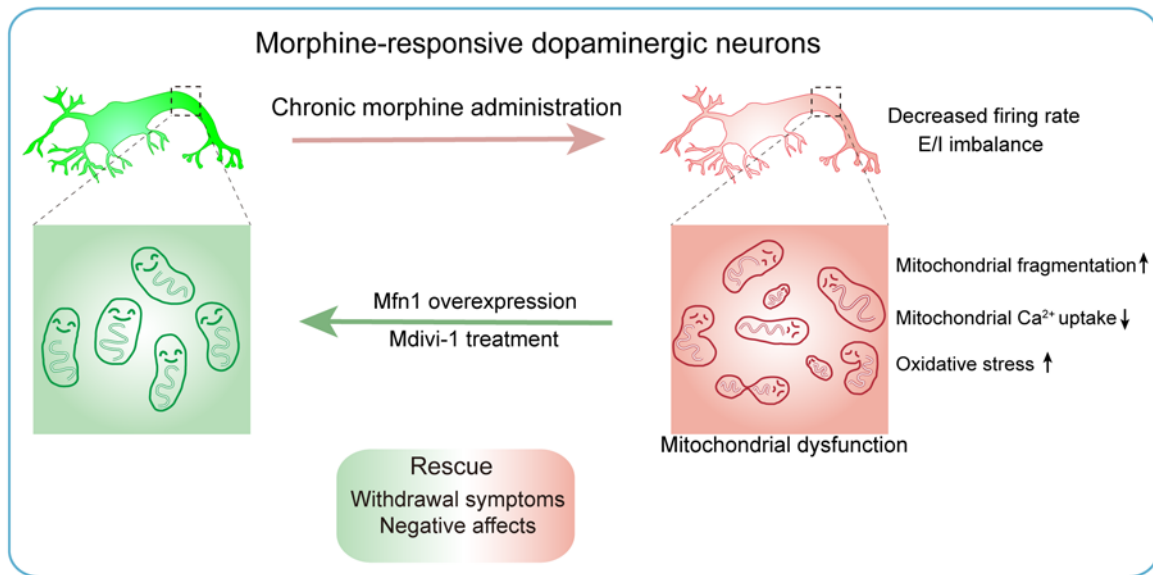 Morphine-responsive dopaminergic neurons
Chronic morphine administration
Decreased firing rate
E/I imbalance
Mfn1 overexpression
Mdivi-1 treatment
Mitochondrial fragmentation↑
Mitochondrial Ca²⁺ uptake↓
Oxidative stress ↑
Mitochondrial dysfunction
Rescue
Withdrawal symptoms
Negative affects